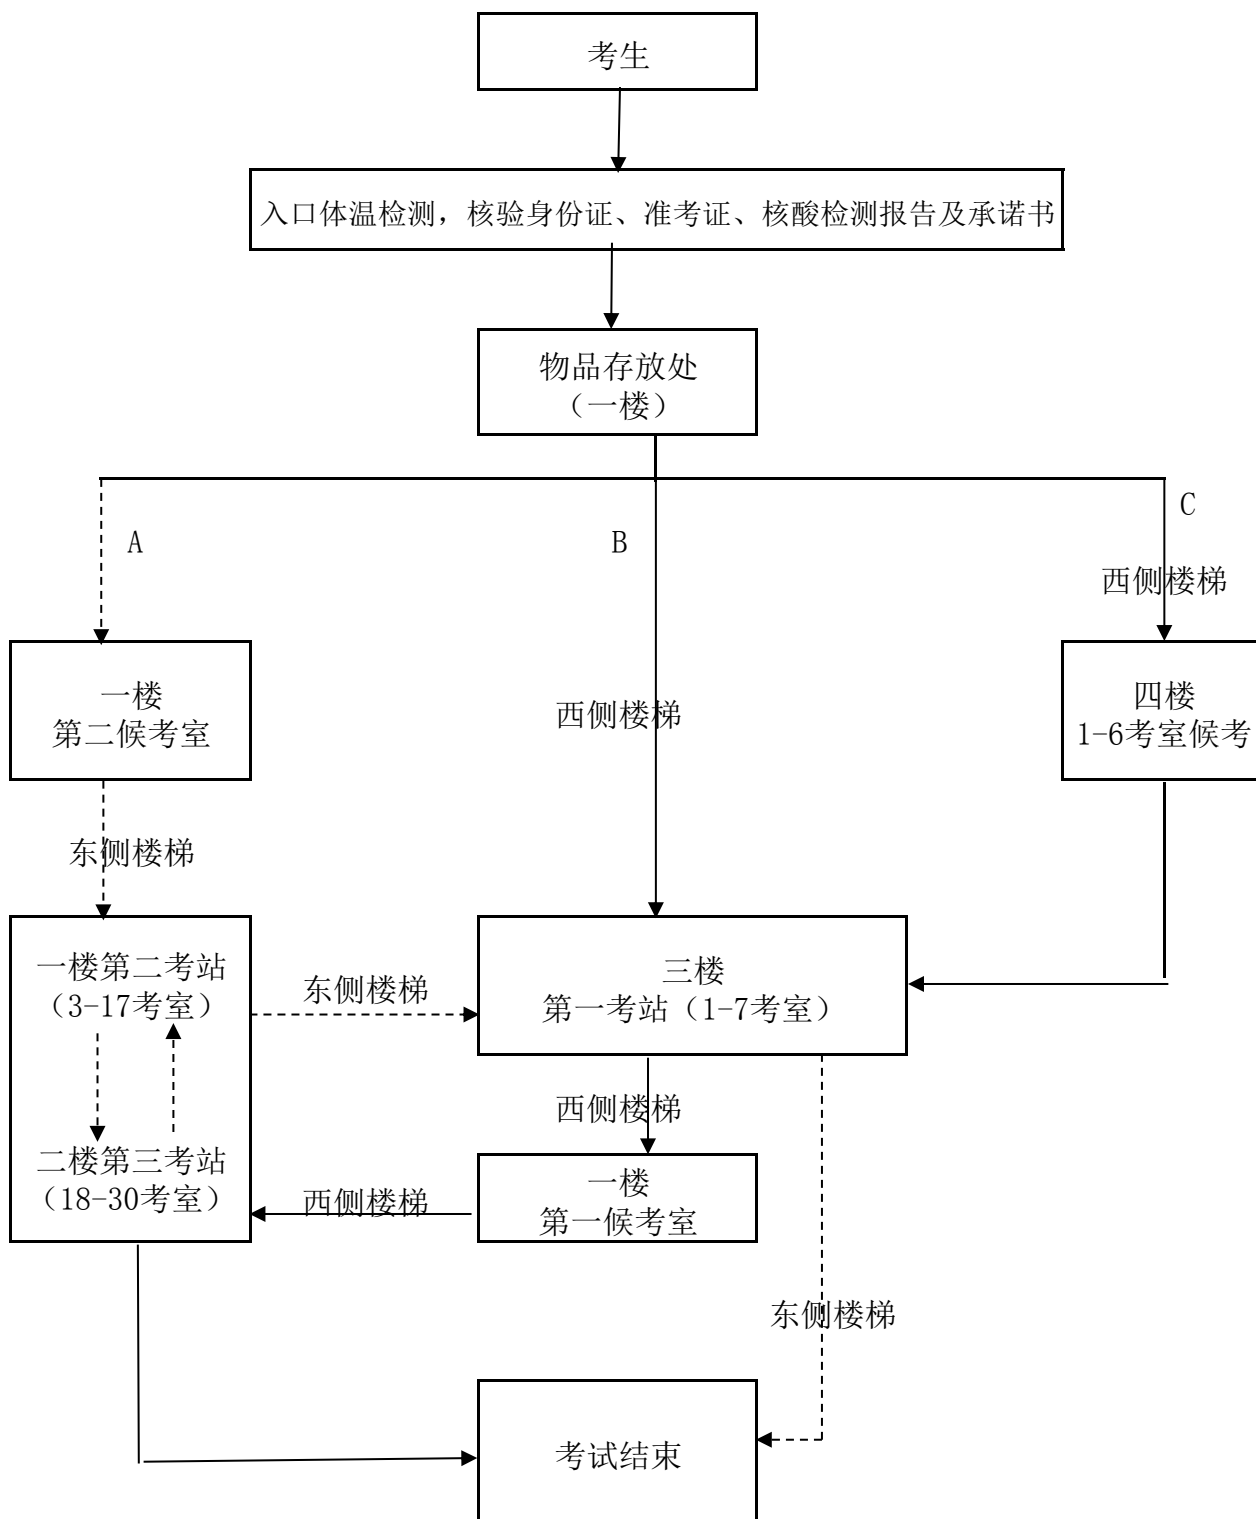 考生
入口体温检测，核验身份证、准考证、核酸检测报告及承诺书
物品存放处
（一楼）
A
B
C
西侧楼梯
一楼
第二候考室
西侧楼梯
四楼
1-6考室候考
东侧楼梯
一楼第二考站
（3-17考室）
东侧楼梯
三楼
第一考站（1-7考室）
西侧楼梯
二楼第三考站
（18-30考室）
西侧楼梯
一楼
第一候考室
东侧楼梯
考试结束